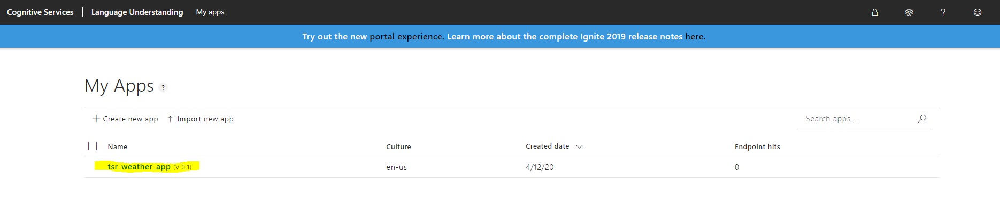 Cognitive Services | Language Understanding My apps ?
Try out the new portal experience. Learn more about the complete Ignite 2019 release notes here.
My Apps ?
+ Create new app Import new app Search apps ...
Name Culture Created date Endpoint hits
tsr_weather_app (V 0.1) en-us 4/12/20 0